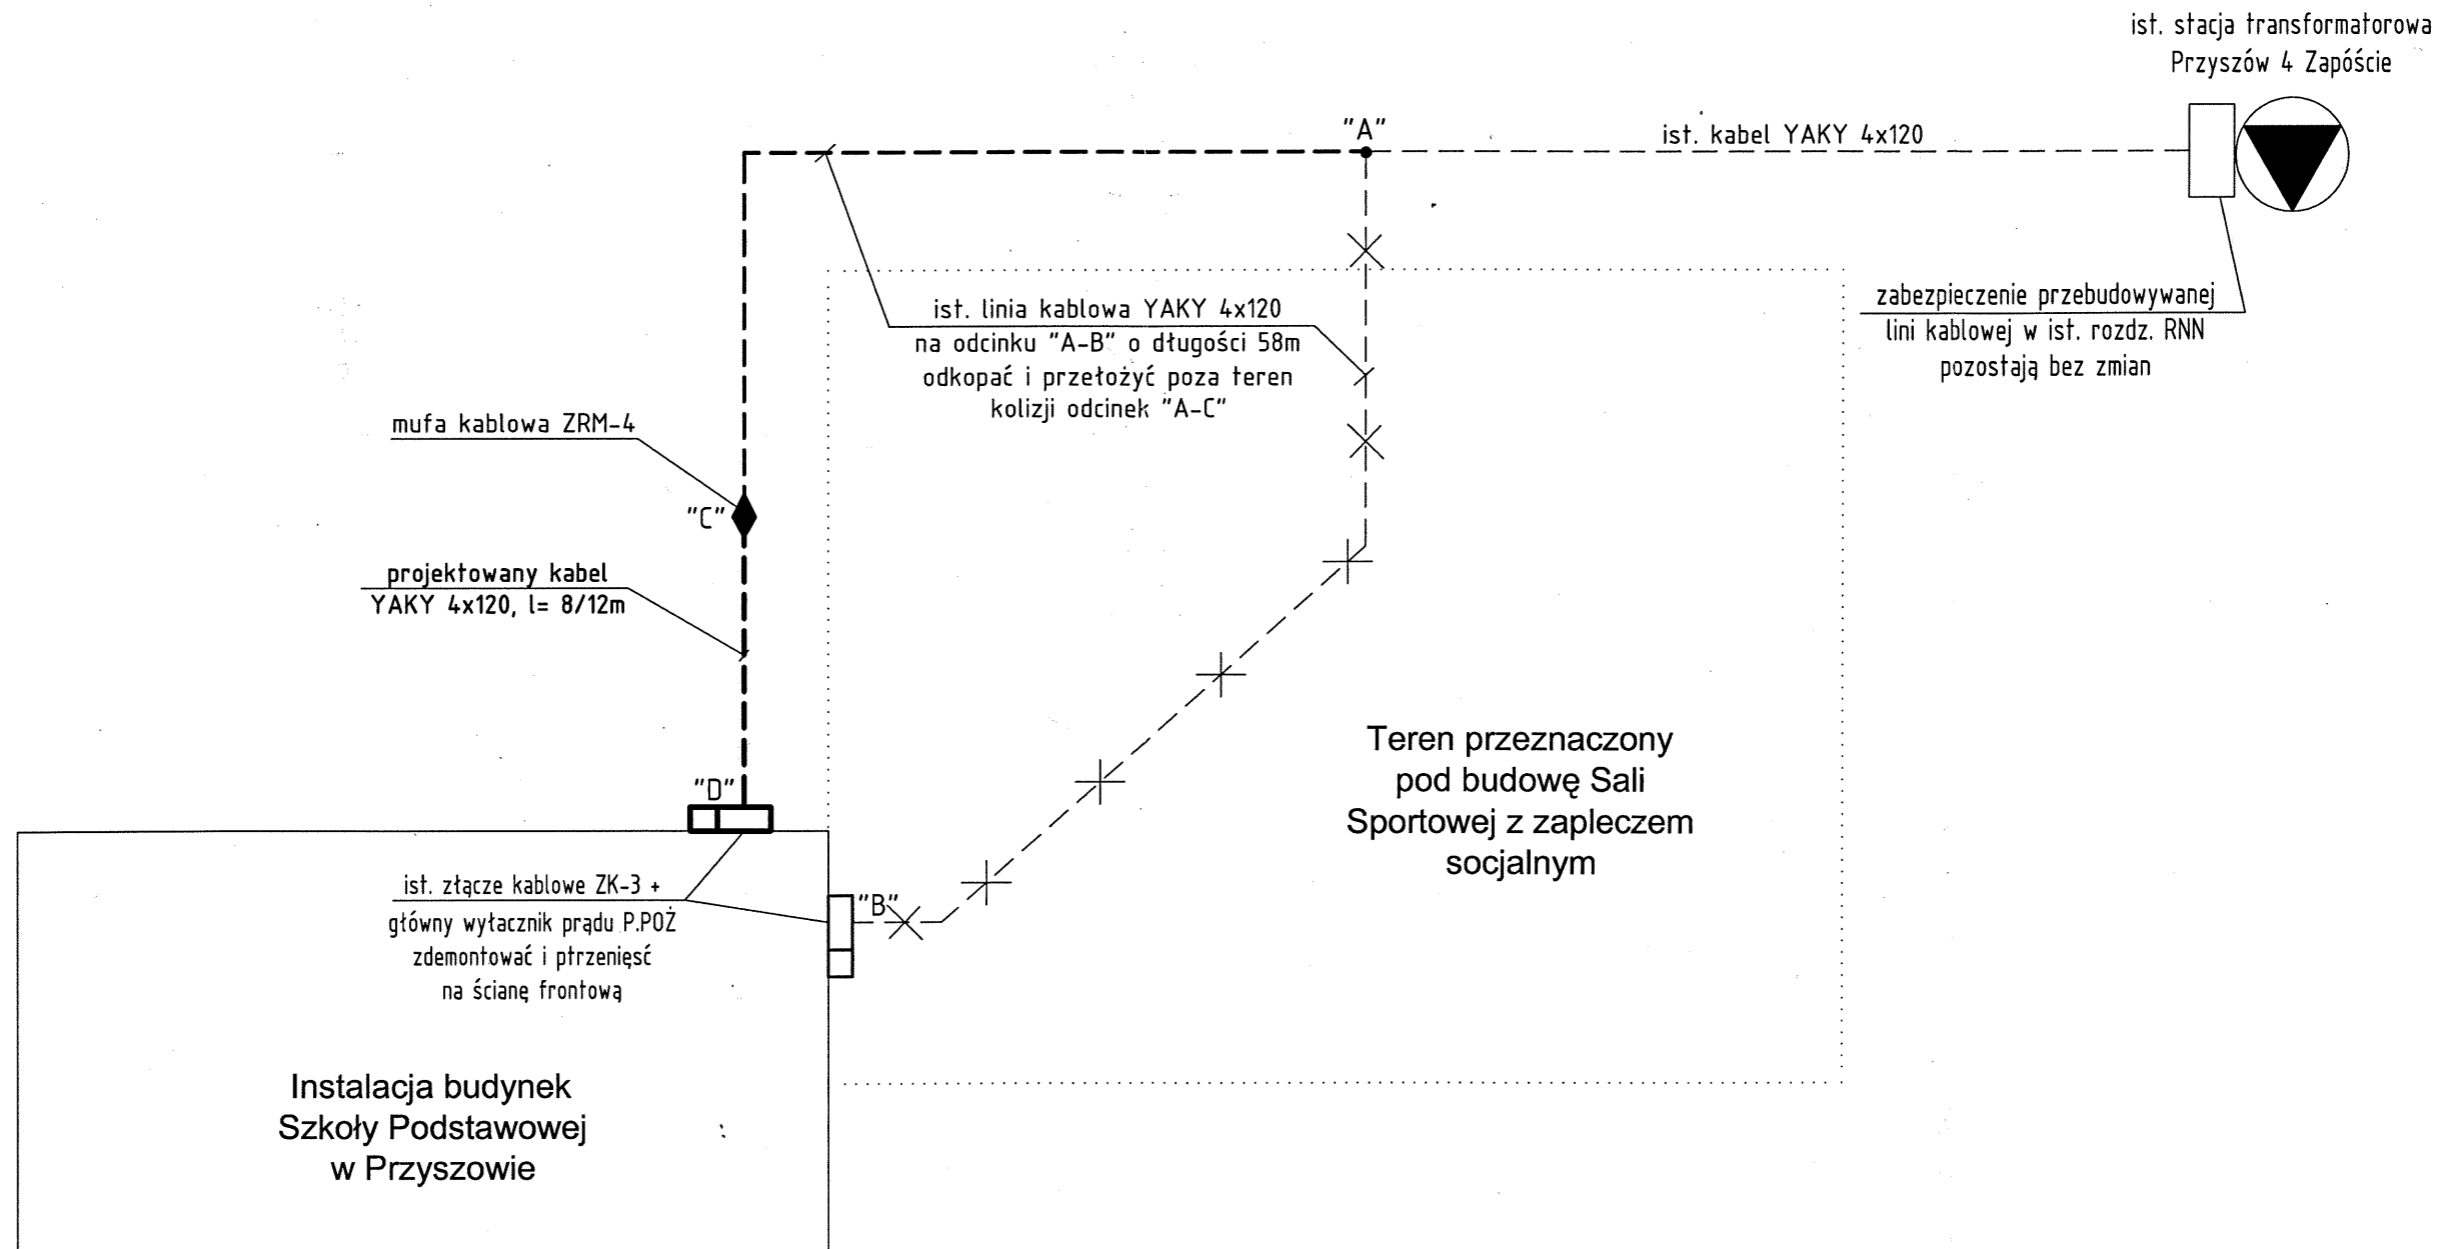 ist. stacja transformatorowa
Przyszów 4 Zapóście
"A"
ist. kabel YAKY 4x120
ist. linia kablowa YAKY 4x120
na odcinku "A-B" o długości 58m
odkopać i przełożyć poza teren
kolizji odcinek "A-C"
zabezpieczenie przebudowywanej
lini kablowej w ist. rozdz. RNN
pozostają bez zmian
mufa kablowa ZRM-4
"C"
projektowany kabel
YAKY 4x120, l= 8/12m
Teren przeznaczony
pod budowę Sali
Sportowej z zapleczem
socjalnym
"D"
ist. złącze kablowe ZK-3 +
główny wyłacznik prądu P.POŻ
zdemontować i ptrzenięsć
na ścianę frontową
"B"
Instalacja budynek
Szkoły Podstawowej
w Przyszowie